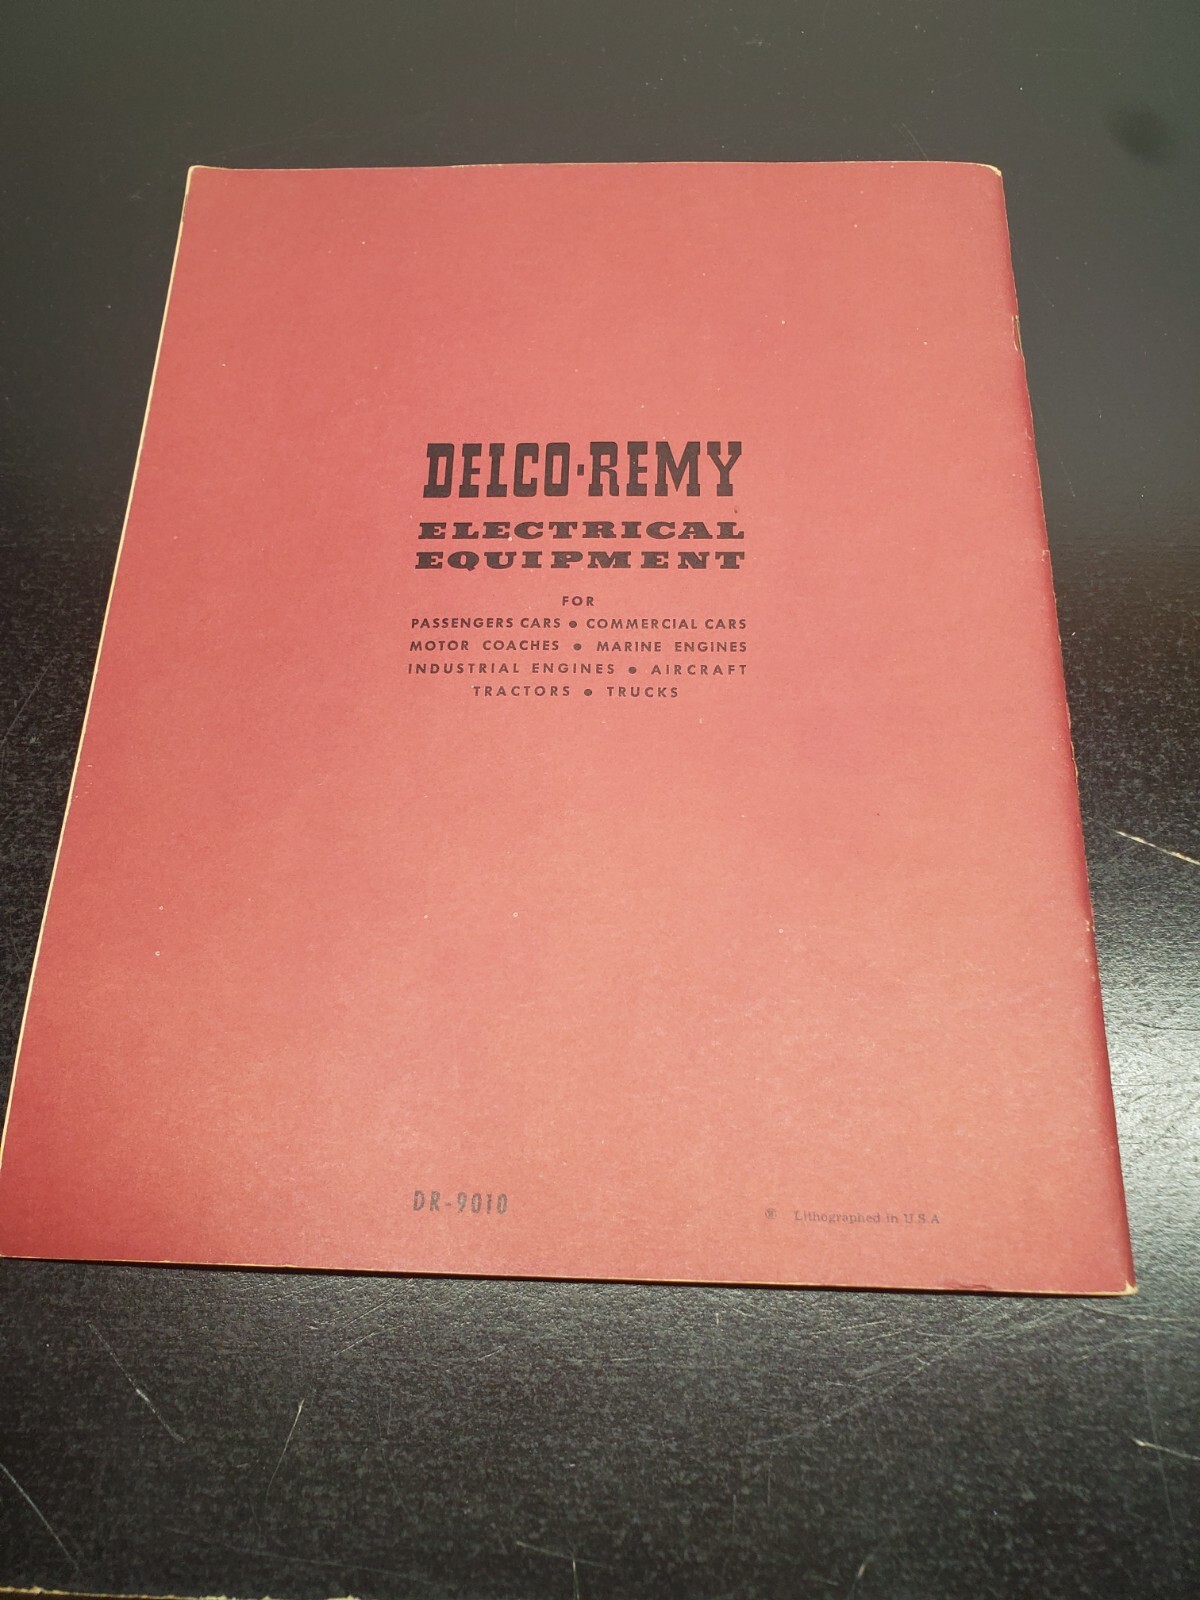 DELCO-REMY
ELECTRICAL
EQUIPMENT
FOR
PASSENGERS CARS • COMMERCIAL CARS
MOTOR COACHES • MARINE ENGINES
INDUSTRIAL ENGINES • AIRCRAFT
TRACTORS • TRUCKS
DR-9010
Lithographed in U.S.A